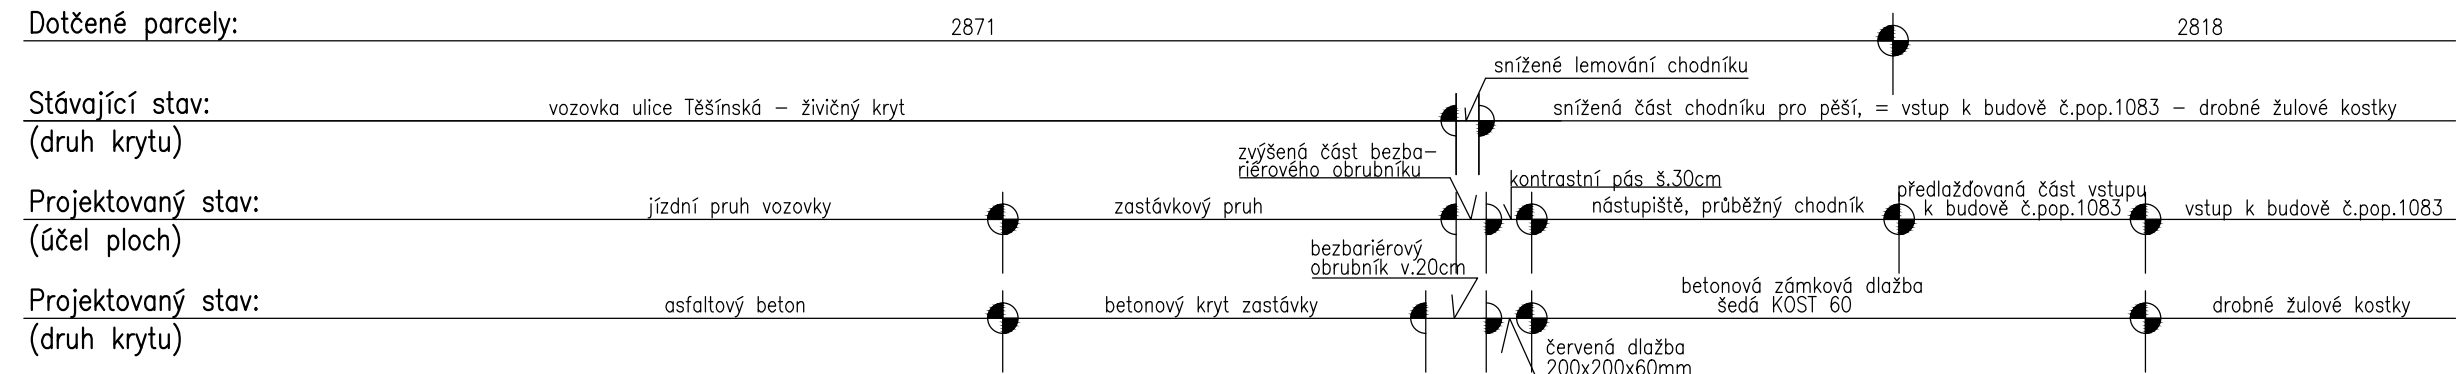 Dotčené parcely:
2871
2818
snížené lemování chodníku
Stávající stav:
vozovka ulice Těšínská – živičný kryt
snížená část chodníku pro pěší, = vstup k budově č.pop.1083 – drobné žulové kostky
(druh krytu)
zvýšená část bezba–
riérového obrubníku
kontrastní pás š.30cm
Projektovaný stav:
jízdní pruh vozovky
zastávkový pruh
nástupiště, průběžný chodník
předlažďovaná část vstupu
k budově č.pop.1083
vstup k budově č.pop.1083
(účel ploch)
bezbariérový
obrubník v.20cm
Projektovaný stav:
asfaltový beton
betonový kryt zastávky
betonová zámková dlažba
šedá KOST 60
drobné žulové kostky
(druh krytu)
červená dlažba
200x200x60mm